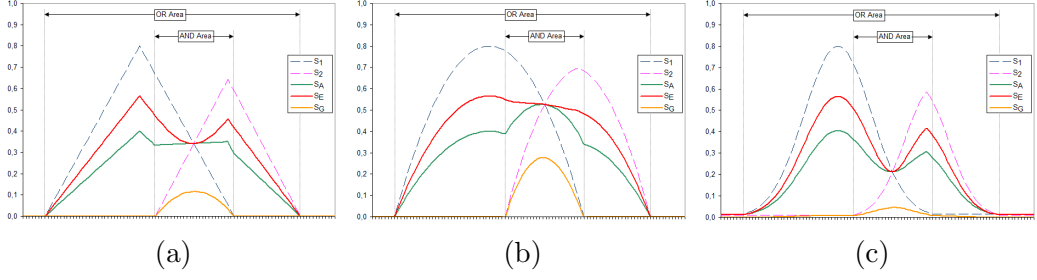 1,0
0,9
0,8
0,7
0,6
0,5
0,4
0,3
0,2
0,1
0,0
OR Area
AND Area
S1
S2
SA
SE
SG
(a)
1,0
0,9
0,8
0,7
0,6
0,5
0,4
0,3
0,2
0,1
0,0
OR Area
AND Area
S1
S2
SA
SE
SG
(b)
1,0
0,9
0,8
0,7
0,6
0,5
0,4
0,3
0,2
0,1
0,0
OR Area
AND Area
S1
S2
SA
SE
SG
(c)